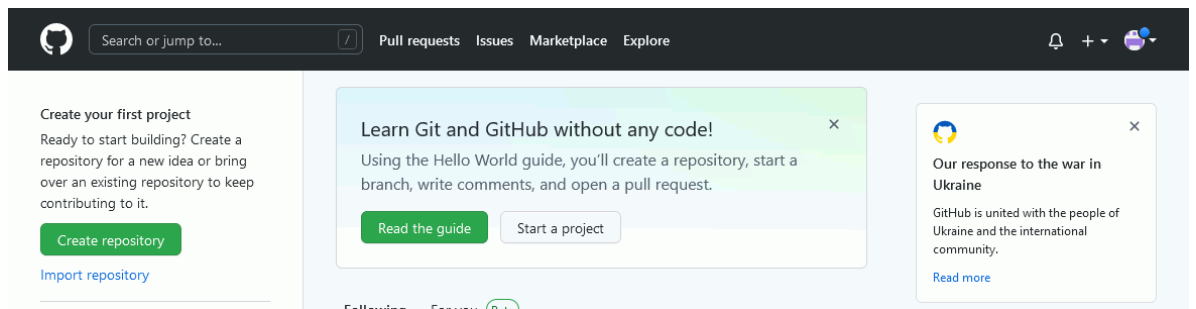 Search or jump to... /
Pull requests Issues Marketplace Explore
Create your first project
Ready to start building? Create a
repository for a new idea or bring
over an existing repository to keep
contributing to it.
Create repository
Import repository
Learn Git and GitHub without any code!
Using the Hello World guide, you'll create a repository, start a
branch, write comments, and open a pull request.
Read the guide Start a project
Following For you Beta
Our response to the war in
Ukraine
GitHub is united with the people of
Ukraine and the international
community.
Read more